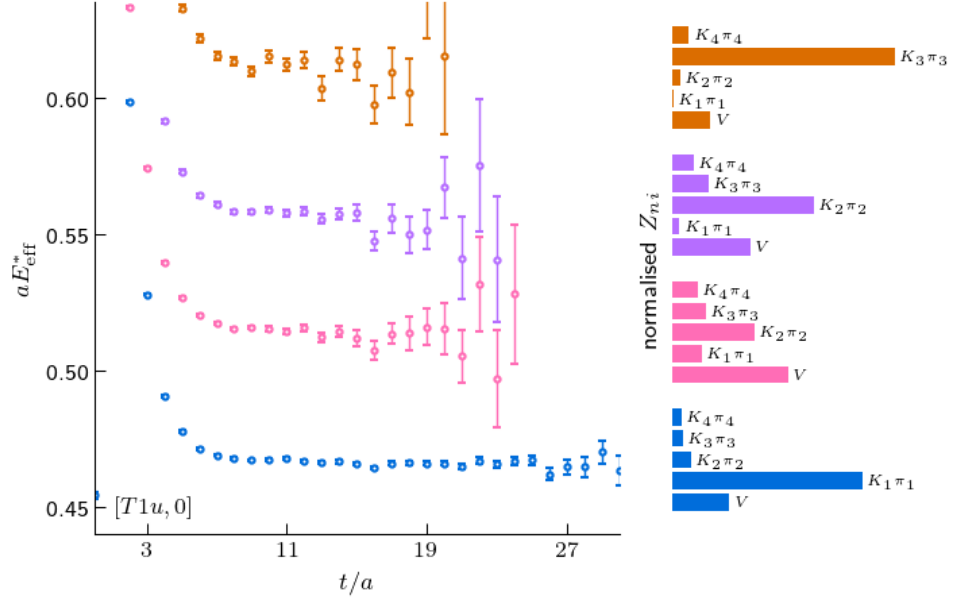 0.60
0.55
0.50
0.45
aE*eff
[T1u, 0]
3
11
19
27
t/a
normalised Zni
K4π4
K3π3
K2π2
K1π1
V
K4π4
K3π3
K2π2
K1π1
V
K4π4
K3π3
K2π2
K1π1
V
K4π4
K3π3
K2π2
K1π1
V